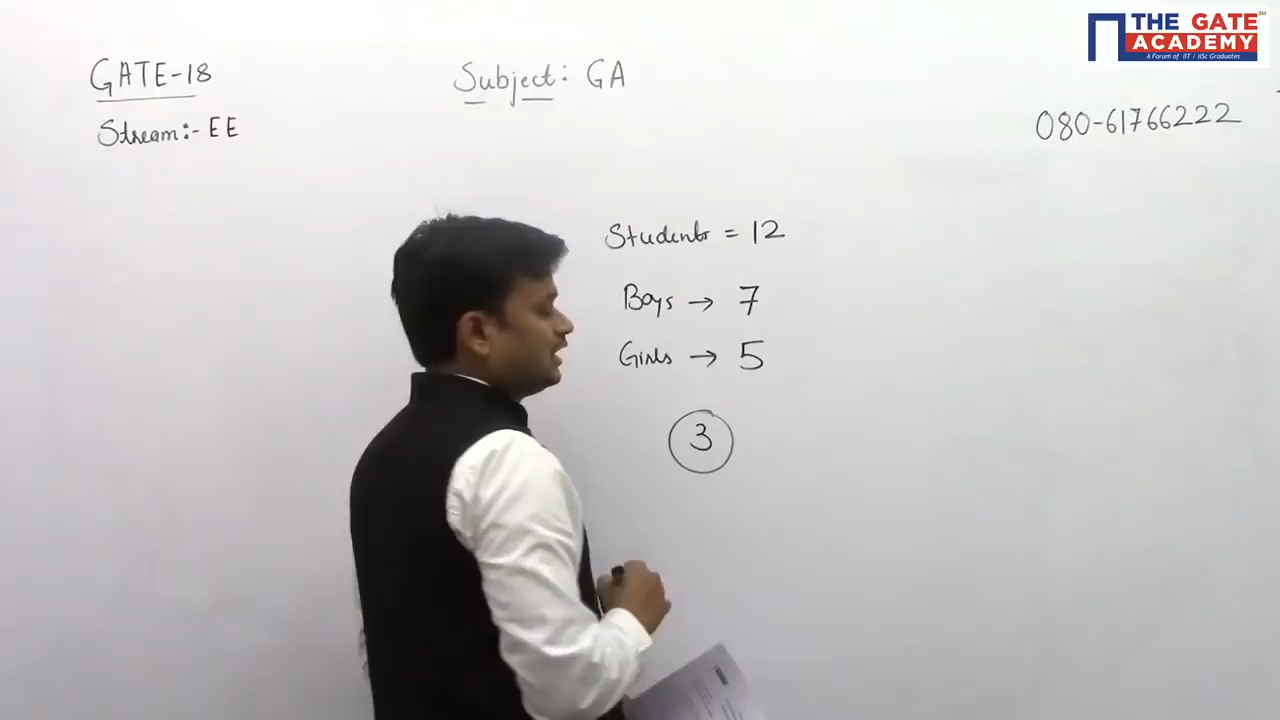 THE GATE
ACADEMY
A Forum of IIT / IISc Graduates
GATE-18
Subject: GA
Stream:- EE
080-61766222
Students = 12
Boys → 7
Girls → 5
3